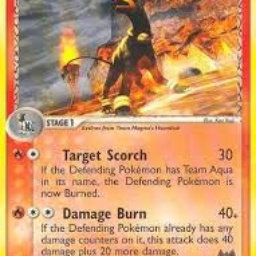 STAGE 1
Evolves from Team Magma's Houndour
Target Scorch 30
If the Defending Pokémon has Team Aqua
in its name, the Defending Pokémon is
now Burned.
Damage Burn 40+
If the Defending Pokémon already has any
damage counters on it, this attack does 40
damage plus 20 more damage.